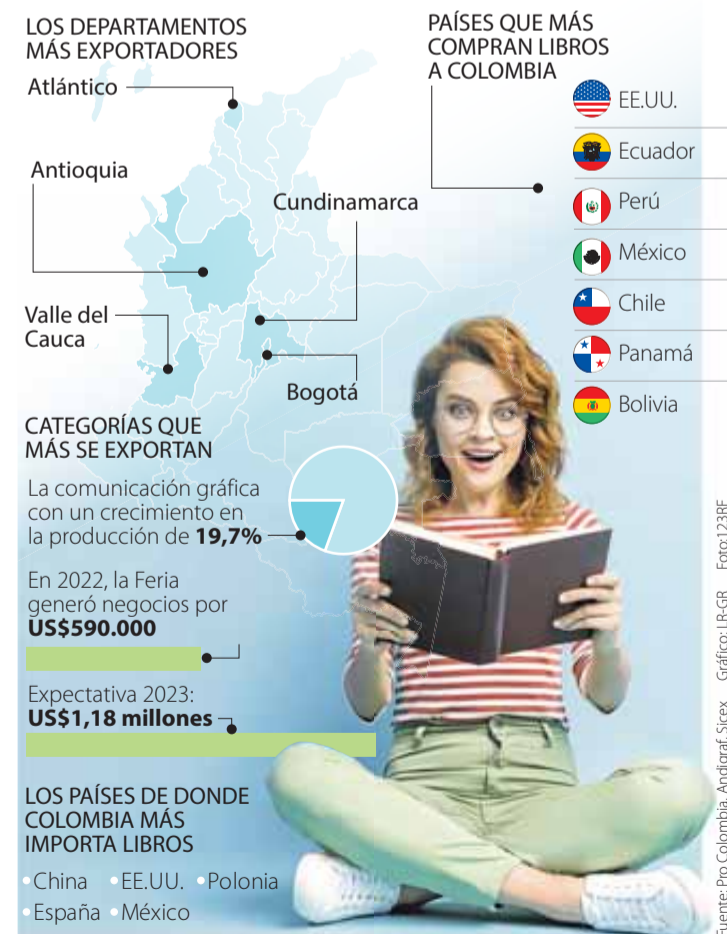 LOS DEPARTAMENTOS
MÁS EXPORTADORES
Atlántico
Antioquia
Cundinamarca
Valle del
Cauca
Bogotá
PAÍSES QUE MÁS
COMPRAN LIBROS
A COLOMBIA
EE.UU.
Ecuador
Perú
México
Chile
Panamá
Bolivia
CATEGORÍAS QUE
MÁS SE EXPORTAN
La comunicación gráfica
con un crecimiento en
la producción de 19,7%
En 2022, la Feria
generó negocios por
US$590.000
Expectativa 2023:
US$1,18 millones
LOS PAÍSES DE DONDE
COLOMBIA MÁS
IMPORTA LIBROS
•China •EE.UU. •Polonia
•España •México
Fuente: Pro Colombia, Andigraf, Sicex Gráfico: LR-GR Foto:123RF